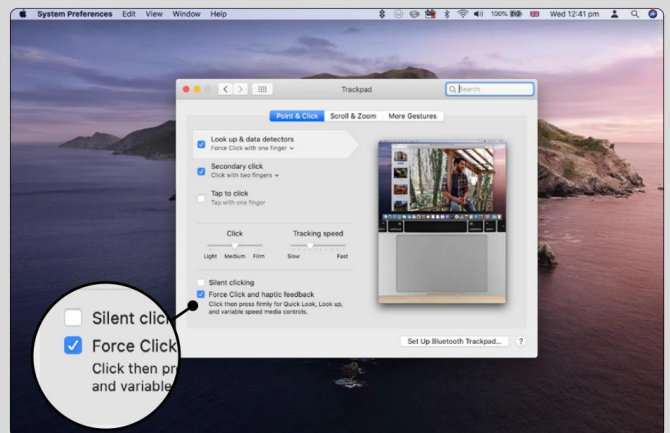 System Preferences Edit View Window Help 100% Wed 12:41 pm
Trackpad
Search
Point & Click Scroll & Zoom More Gestures
Look up & data detectors
Force Click with one finger
Secondary click
Click with two fingers
Tap to click
Tap with one finger
Click Tracking speed
Light Medium Firm Slow Fast
Silent clicking
Force Click and haptic feedback
Click then press firmly for Quick Look, Look up,
and variable speed media controls.
Set Up Bluetooth Trackpad... ?
Silent clic
Force Click
Click then pr
and variable